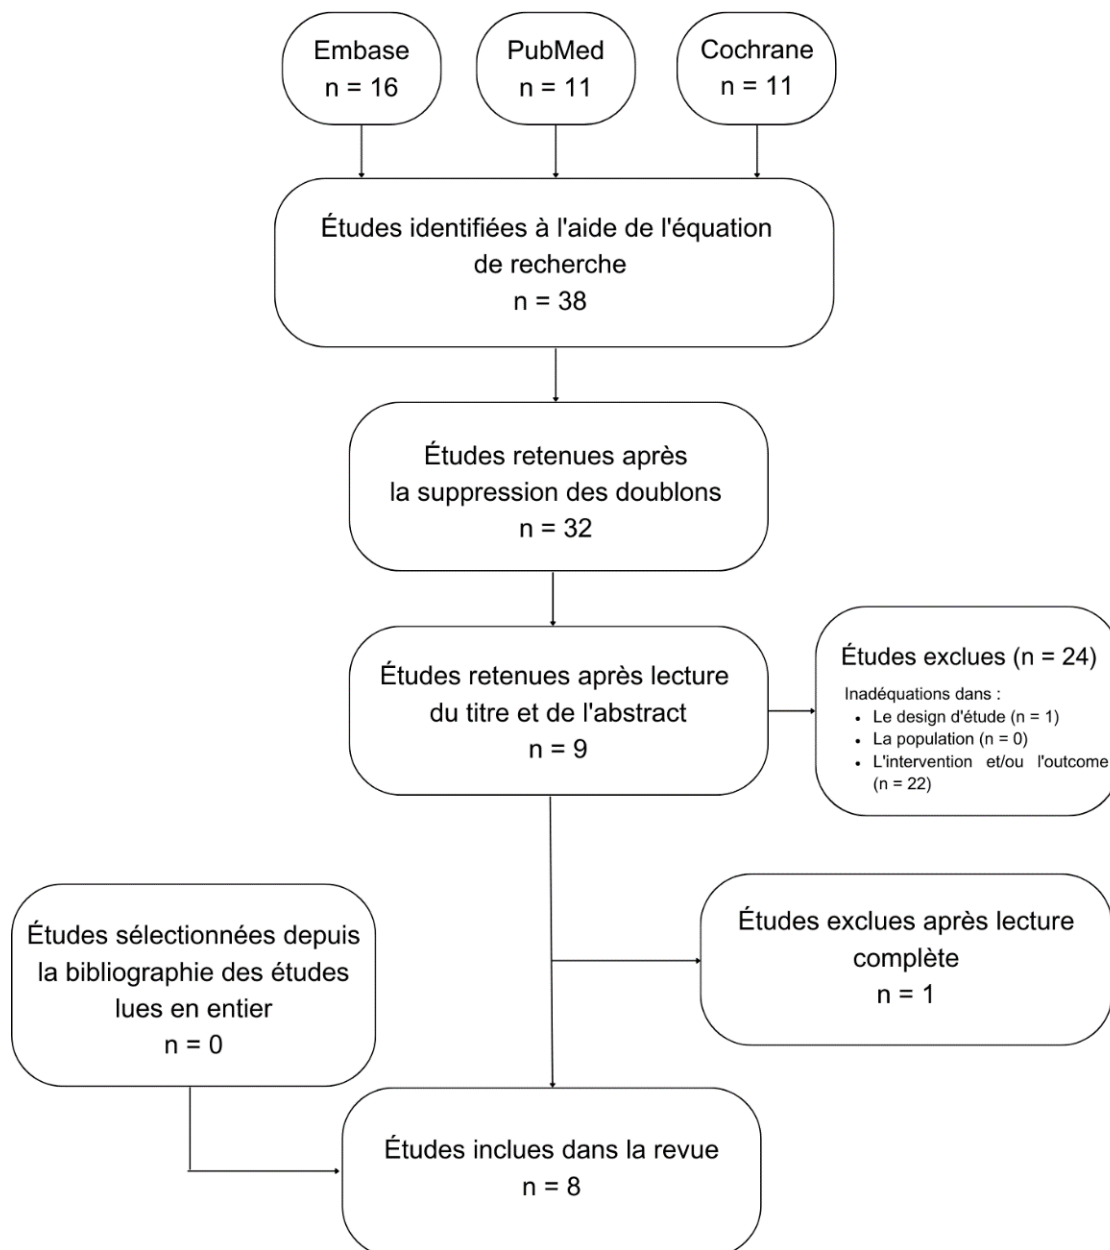 Embase
n = 16
PubMed
n = 11
Cochrane
n = 11
Études identifiées à l'aide de l'équation
de recherche
n = 38
Études retenues après
la suppression des doublons
n = 32
Études retenues après lecture
du titre et de l'abstract
n = 9
Études exclues (n = 24)
Inadéquations dans :
• Le design d'étude (n = 1)
• La population (n = 0)
• L'intervention et/ou l'outcome
(n = 22)
Études sélectionnées depuis
la bibliographie des études
lues en entier
n = 0
Études exclues après lecture
complète
n = 1
Études inclues dans la revue
n = 8